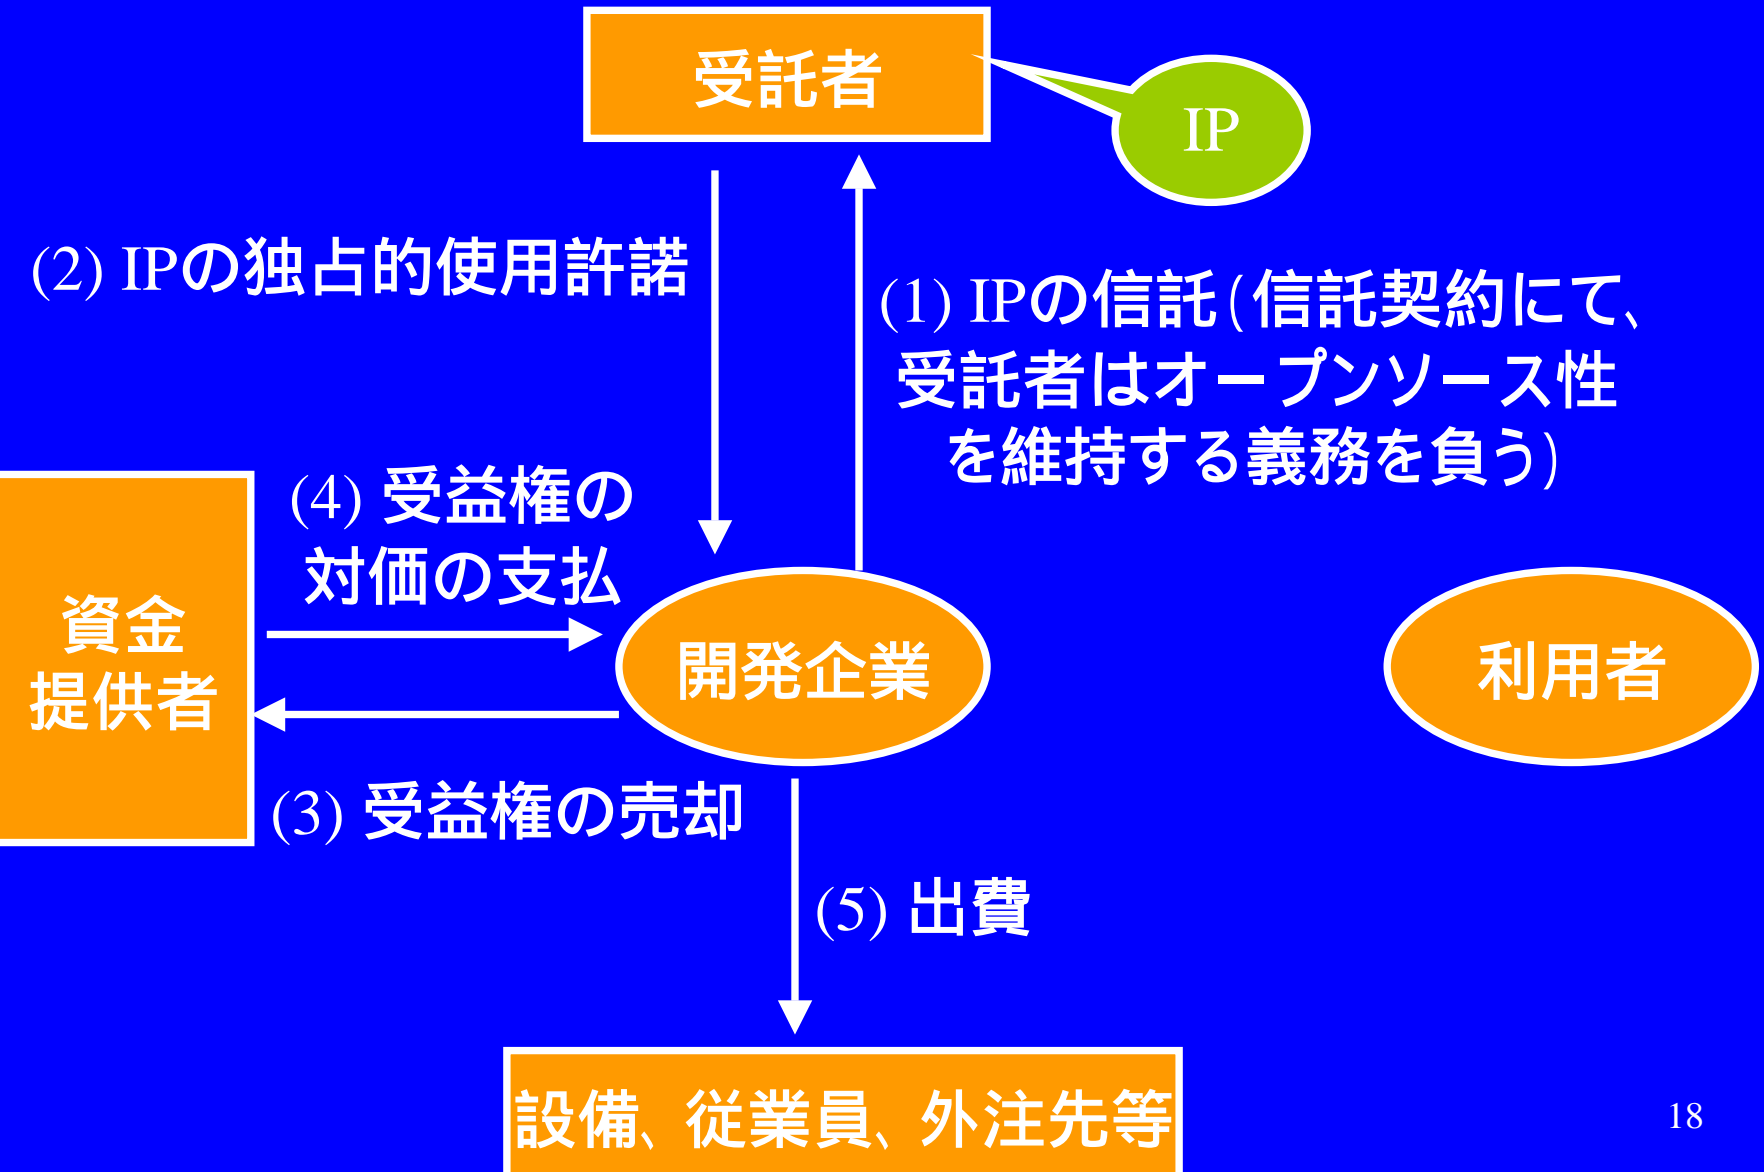 受託者
IP
(2) IPの独占的使用許諾
(1) IPの信託(信託契約にて、
受託者はオープンソース性
を維持する義務を負う)
(4) 受益権の
対価の支払
資金
提供者
開発企業
利用者
(3) 受益権の売却
(5) 出費
設備、従業員、外注先等
18